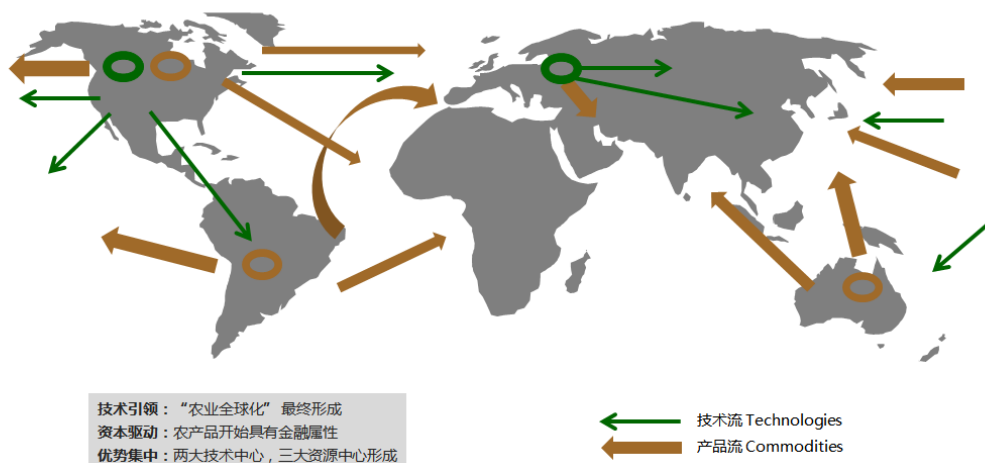 技术引领：“农业全球化” 最终形成
资本驱动：农产品开始具有金融属性
优势集中：两大技术中心，三大资源中心形成
技术流 Technologies
产品流 Commodities